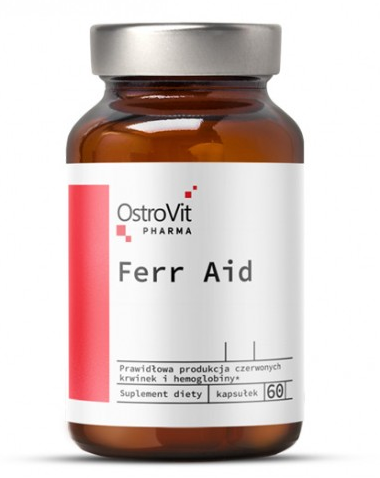 OstroVit
PHARMA
Ferr Aid
Prawidłowa produkcja czerwonych
krwinek i hemoglobiny*
Suplement diety kapsułek 60